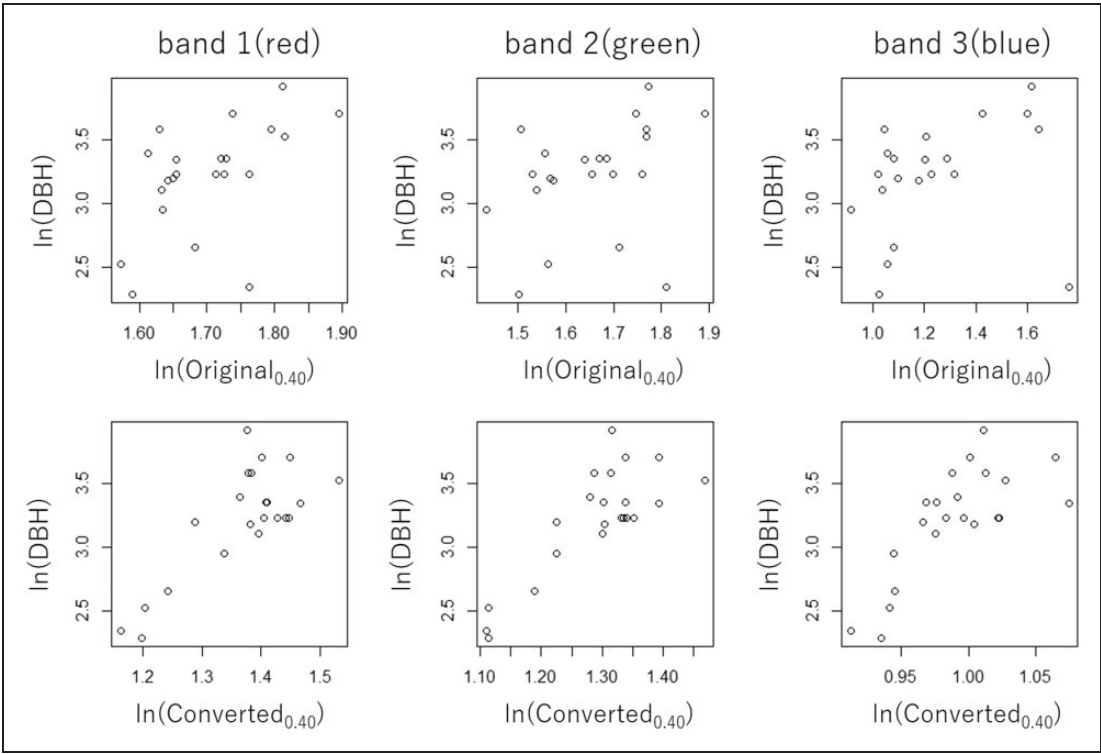 band 1(red) band 2(green) band 3(blue)
ln(DBH) 2.5 3.0 3.5
1.60 1.70 1.80 1.90
ln(Original0.40)
ln(DBH) 2.5 3.0 3.5
1.5 1.6 1.7 1.8 1.9
ln(Original0.40)
ln(DBH) 2.5 3.0 3.5
1.0 1.2 1.4 1.6
ln(Original0.40)
ln(DBH) 2.5 3.0 3.5
1.2 1.3 1.4 1.5
ln(Converted0.40)
ln(DBH) 2.5 3.0 3.5
1.10 1.20 1.30 1.40
ln(Converted0.40)
ln(DBH) 2.5 3.0 3.5
0.95 1.00 1.05
ln(Converted0.40)